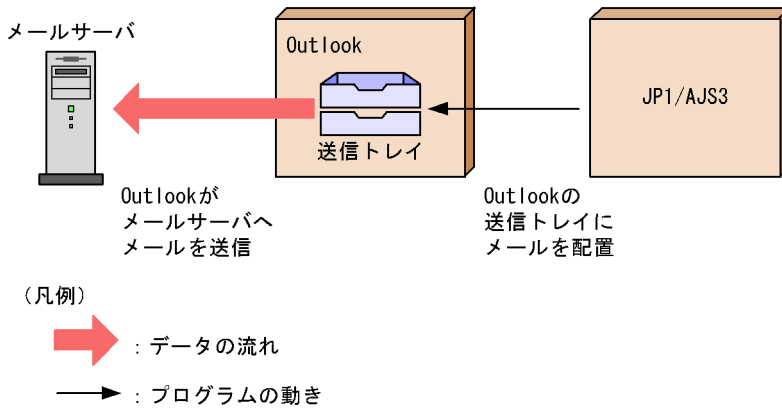 メールサーバ
Outlook
JP1/AJS3
送信トレイ
Outlookが
メールサーバへ
メールを送信
Outlookの
送信トレイに
メールを配置
(凡例)
：データの流れ
：プログラムの動き